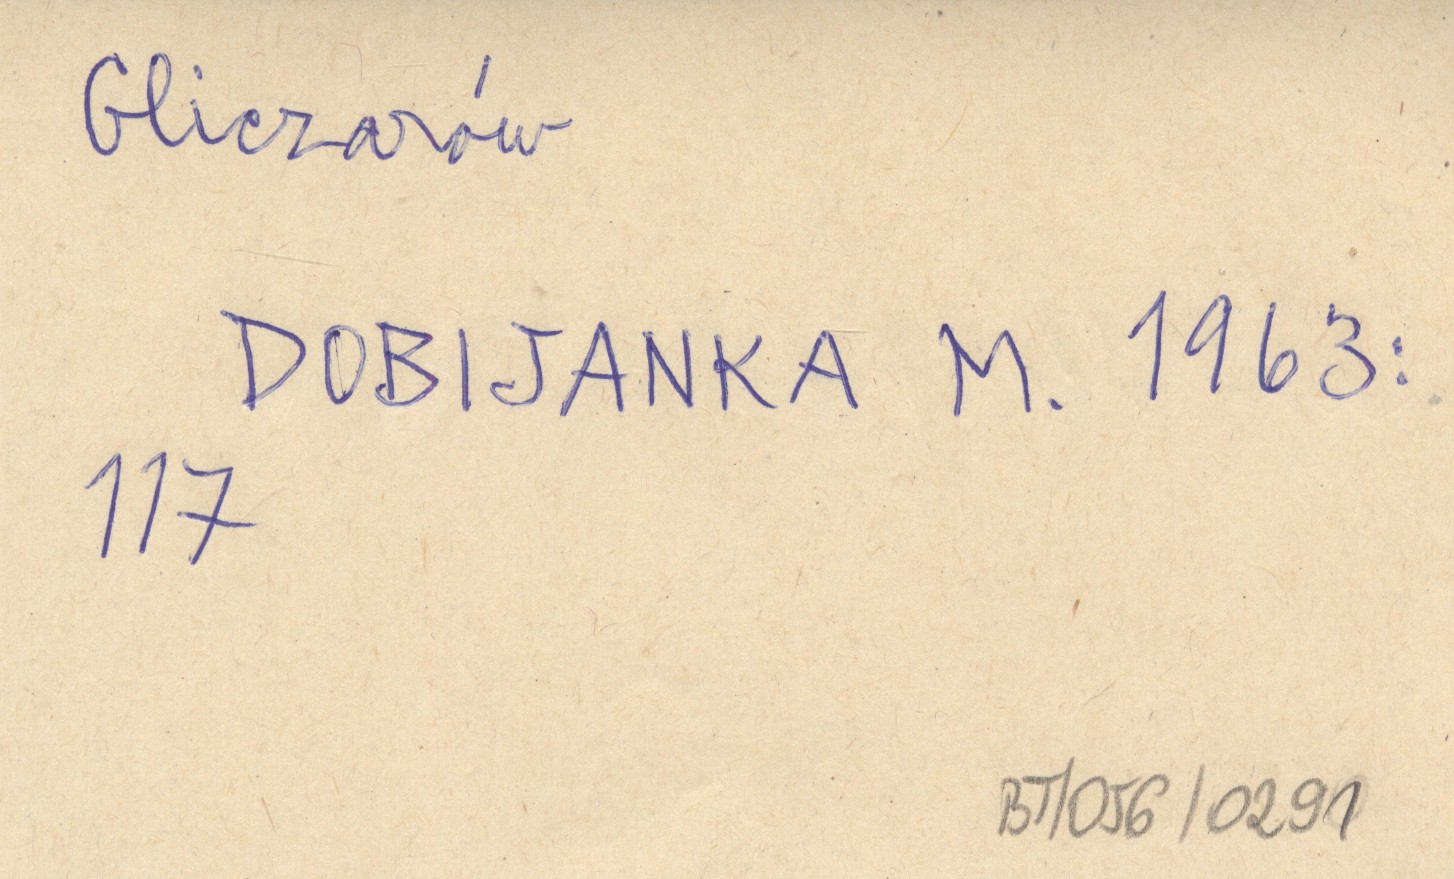 Gliczarów
DOBIJANKA M. 1963:
117
BT/056/0291